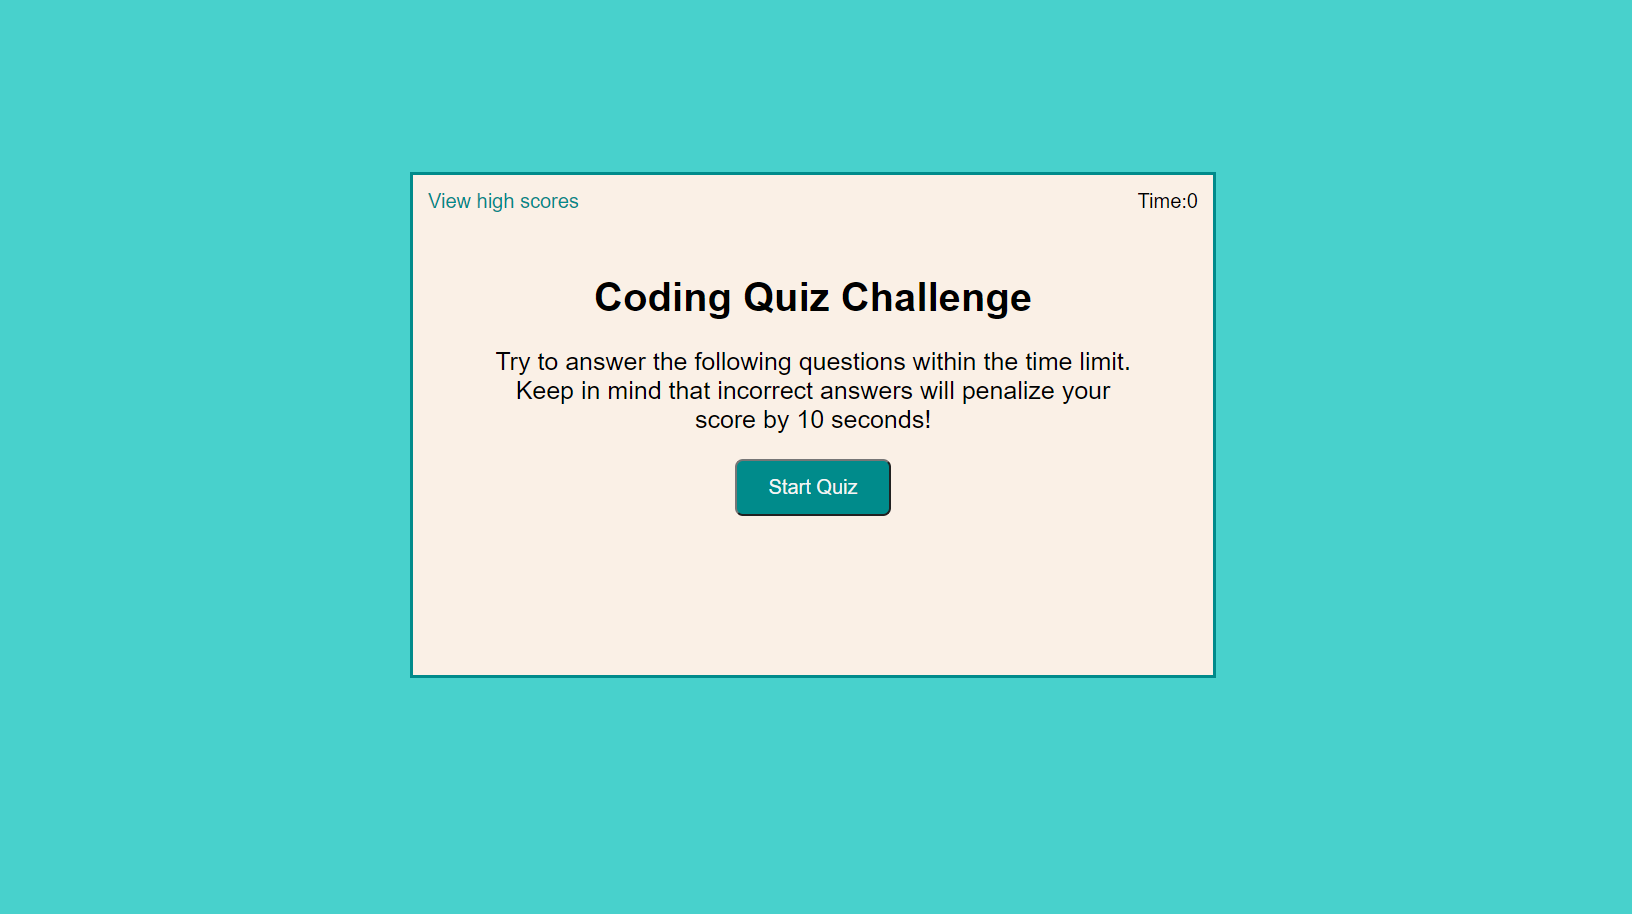 View high scores
Time:0
Coding Quiz Challenge
Try to answer the following questions within the time limit.
Keep in mind that incorrect answers will penalize your
score by 10 seconds!
Start Quiz